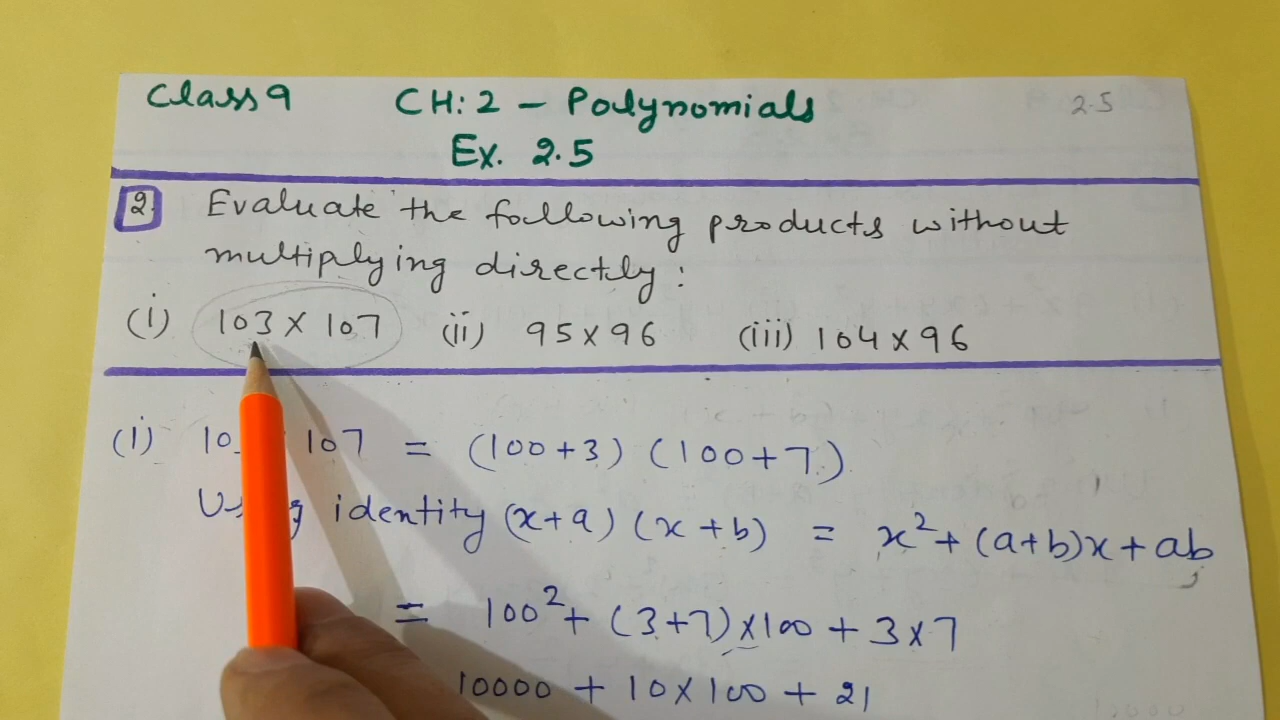 Class 9 CH: 2 - Polynomials 2.5
Ex. 2.5
2. Evaluate the following products without
multiplying directly :
(i) 103 × 107 (ii) 95 × 96 (iii) 104 × 96
(i) 107 = (100+3) (100+7)
identity (x+a) (x+b) = x²+(a+b)x+ab
= 100²+ (3+7)×100 + 3×7
10000 + 10×100 + 21